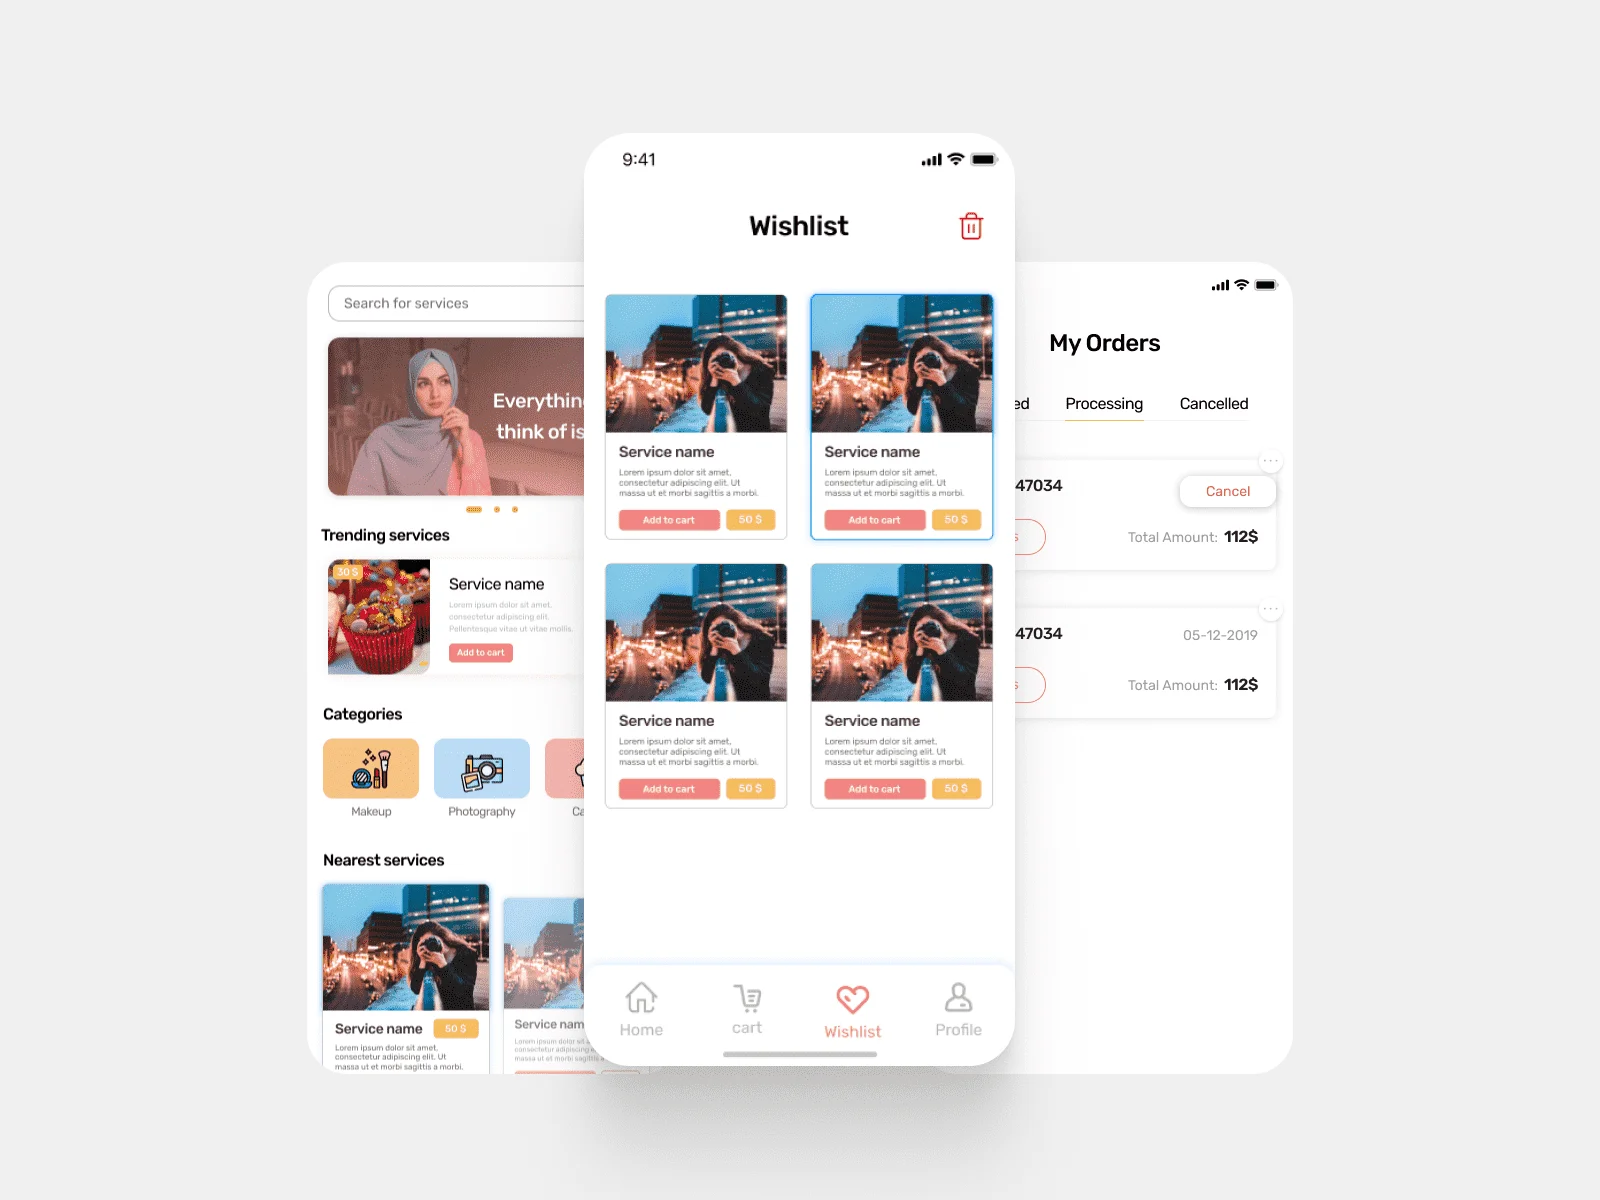 Search for services
Everything
think of is
Trending services
30 $
Service name
Lorem ipsum dolor sit amet,
consectetur adipiscing elit.
Pellentesque vitae ut vitae mollis.
Add to cart
Categories
Makeup
Photography
Ca
Nearest services
Service name
50 $
Lorem ipsum dolor sit amet,
consectetur adipiscing elit. Ut
massa ut et morbi sagittis a morbi.
Service nam
Lorem ipsum dolor sit am
consectetur adipiscing e
massa ut et morbi sagittis a
9:41
Wishlist
Service name
Lorem ipsum dolor sit amet,
consectetur adipiscing elit. Ut
massa ut et morbi sagittis a morbi.
Add to cart
50 $
Service name
Lorem ipsum dolor sit amet,
consectetur adipiscing elit. Ut
massa ut et morbi sagittis a morbi.
Add to cart
50 $
Service name
Lorem ipsum dolor sit amet,
consectetur adipiscing elit. Ut
massa ut et morbi sagittis a morbi.
Add to cart
50 $
Service name
Lorem ipsum dolor sit amet,
consectetur adipiscing elit. Ut
massa ut et morbi sagittis a morbi.
Add to cart
50 $
Home
cart
Wishlist
Profile
My Orders
ed
Processing
Cancelled
47034
Cancel
s
Total Amount: 112$
47034
05-12-2019
s
Total Amount: 112$